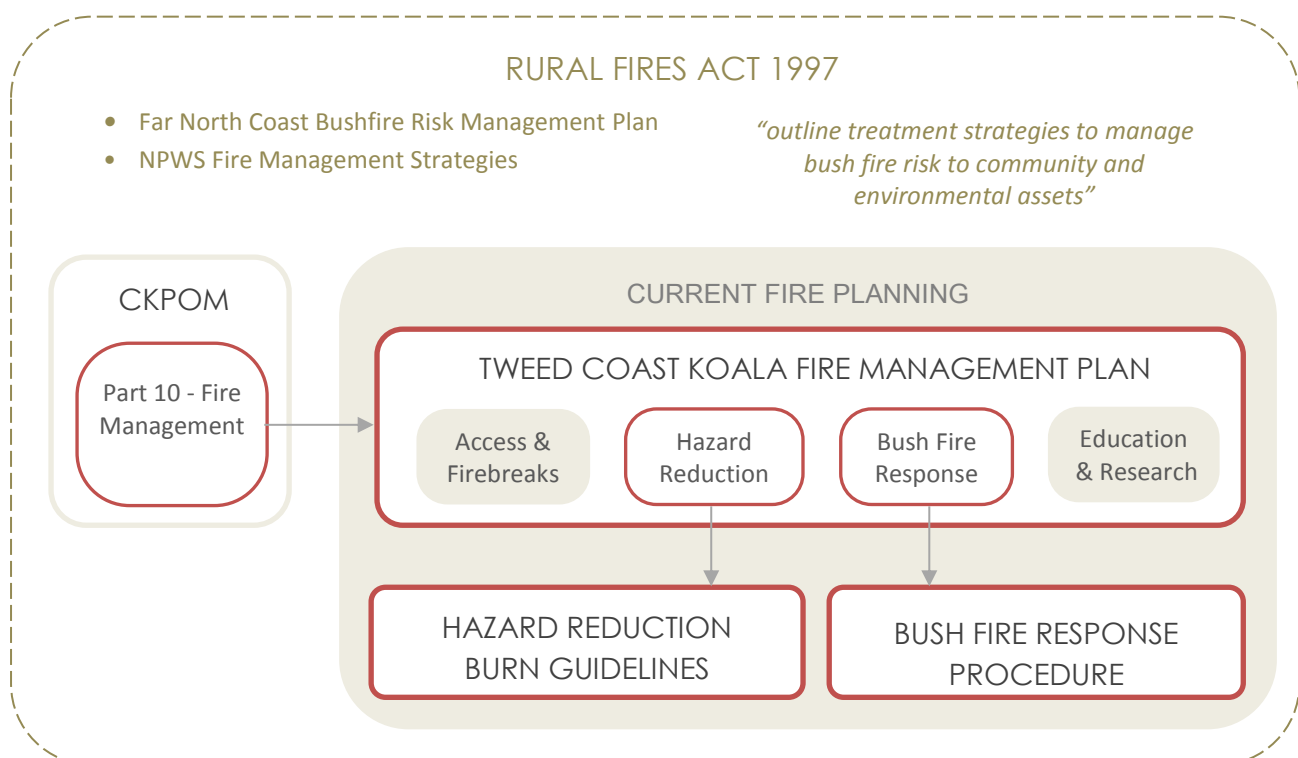 RURAL FIRES ACT 1997
• Far North Coast Bushfire Risk Management Plan
• NPWS Fire Management Strategies
“outline treatment strategies to manage
bush fire risk to community and
environmental assets”
CKPOM
Part 10 - Fire
Management
CURRENT FIRE PLANNING
TWEED COAST KOALA FIRE MANAGEMENT PLAN
Access &
Firebreaks
Hazard
Reduction
Bush Fire
Response
Education
& Research
HAZARD REDUCTION
BURN GUIDELINES
BUSH FIRE RESPONSE
PROCEDURE